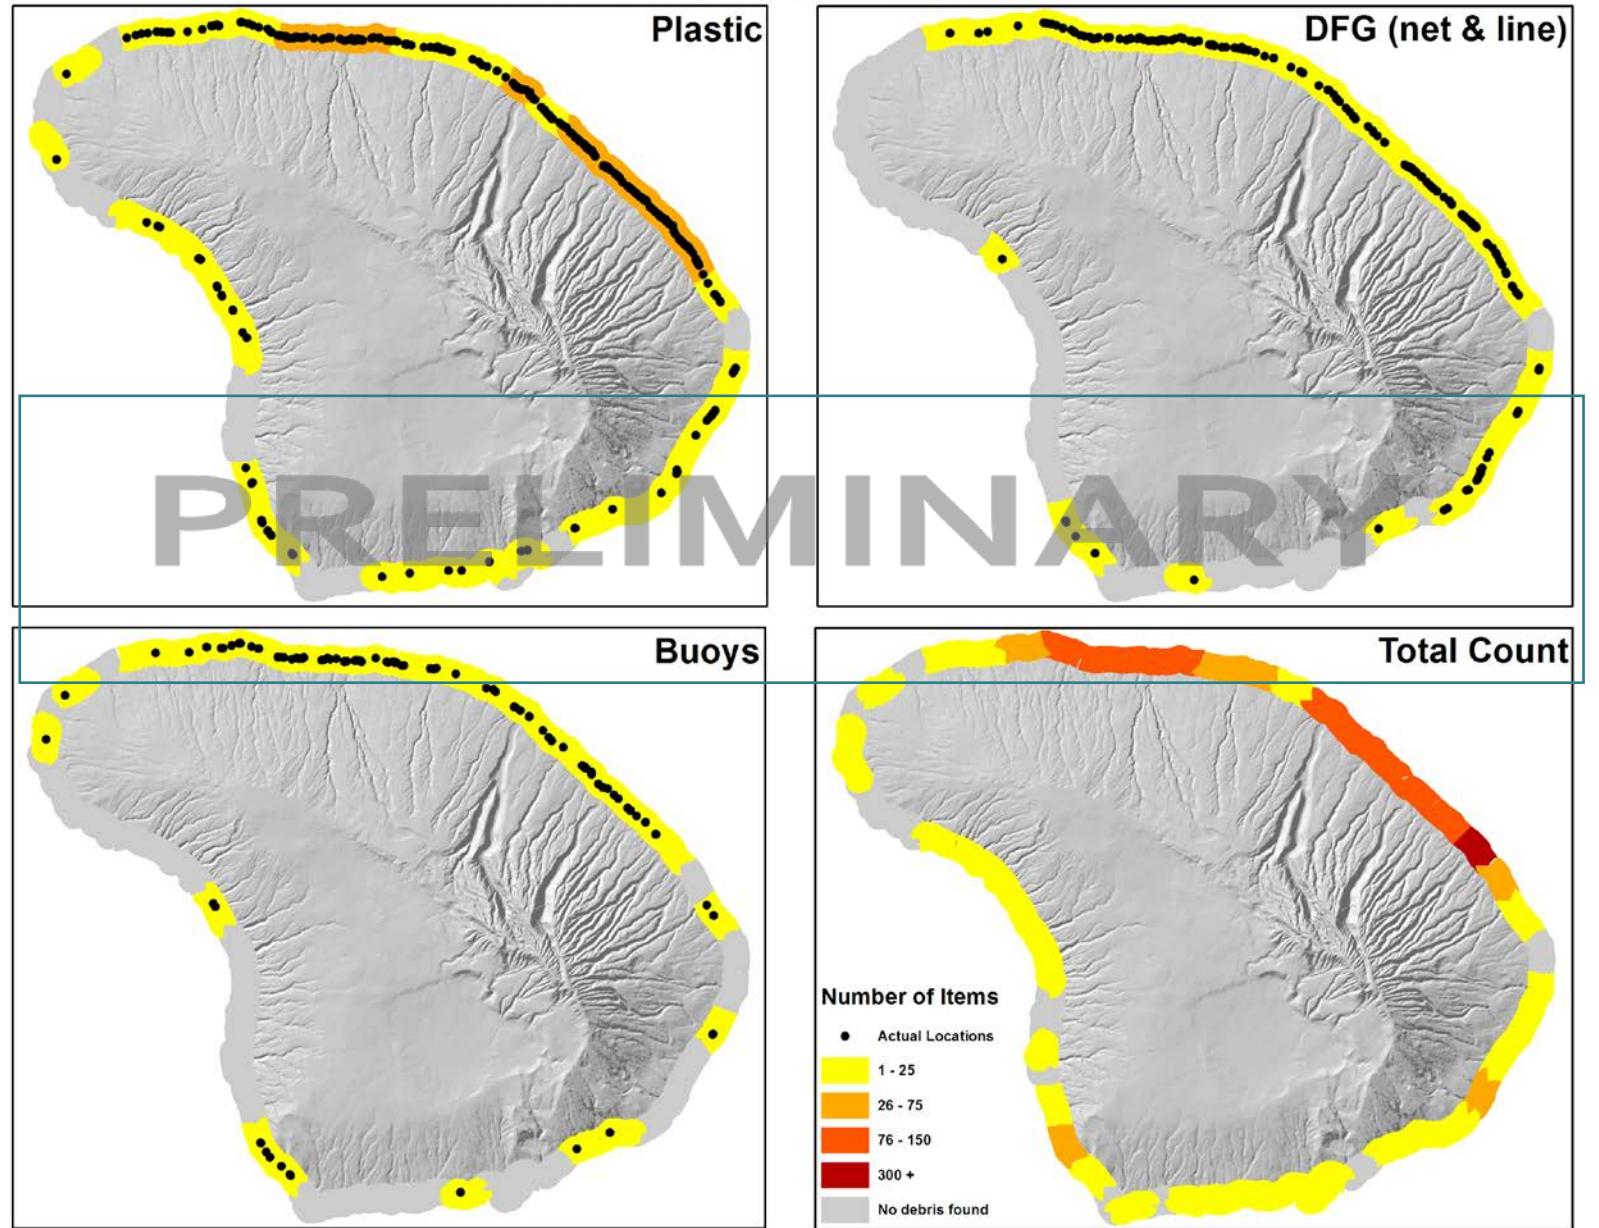 Plastic
DFG (net & line)
PRELIMINARY
Buoys
Total Count
Number of Items
Actual Locations
1 - 25
26 - 75
76 - 150
300 +
No debris found